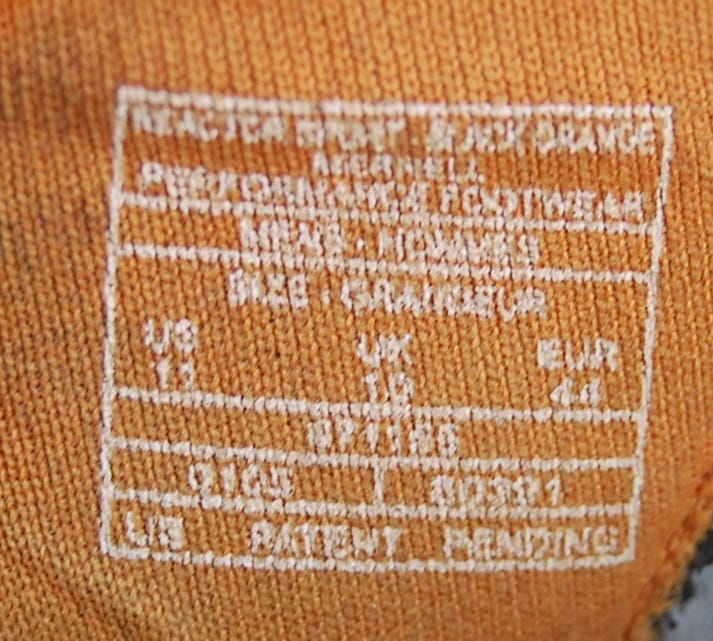 REACTOR SPORT BLACK/ORANGE
MERRELL
PERFORMANCE FOOTWEAR
MENS · HOMMES
SIZE · GRANDEUR
US UK EUR
11 10 44
US PATENT PENDING